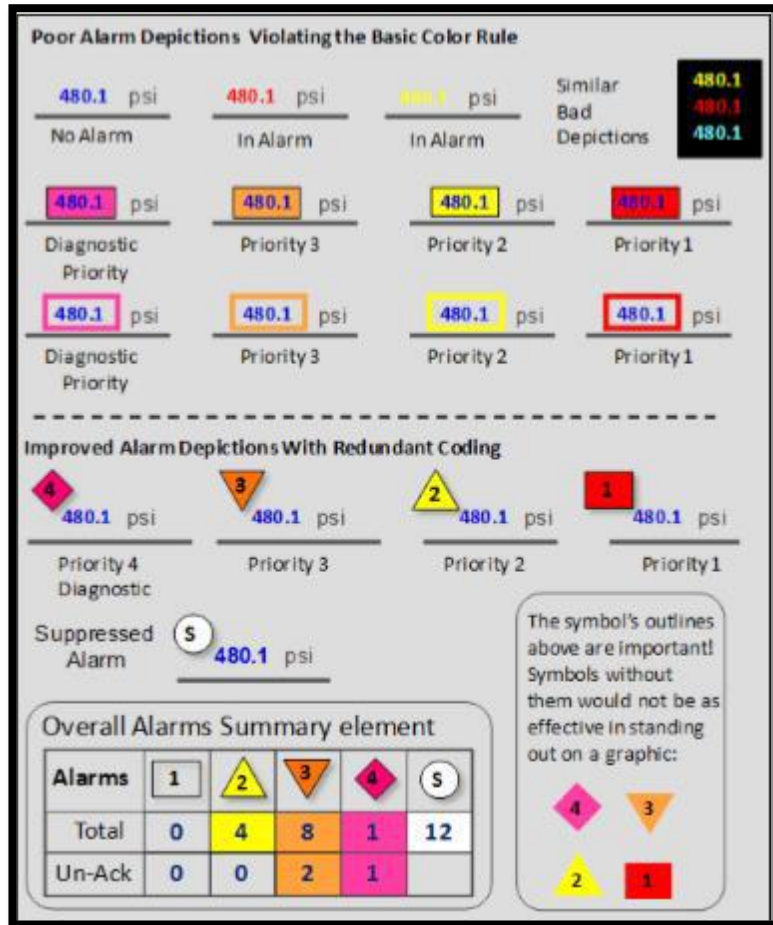 Poor Alarm Depictions Violating the Basic Color Rule
480.1 psi
No Alarm
480.1 psi
In Alarm
480.1 psi
In Alarm
Similar
Bad
Depictions
480.1
480.1
480.1
480.1 psi
Diagnostic
Priority
480.1 psi
Priority 3
480.1 psi
Priority 2
480.1 psi
Priority 1
480.1 psi
Diagnostic
Priority
480.1 psi
Priority 3
480.1 psi
Priority 2
480.1 psi
Priority 1
Improved Alarm Depictions With Redundant Coding
4
480.1 psi
Priority 4
Diagnostic
3
480.1 psi
Priority 3
2
480.1 psi
Priority 2
1
480.1 psi
Priority 1
Suppressed
Alarm
S
480.1 psi
The symbol's outlines
above are important!
Symbols without
them would not be as
effective in standing
out on a graphic:
4 3
2 1
Overall Alarms Summary element
Alarms 1 2 3 4 S
Total 0 4 8 1 12
Un-Ack 0 0 2 1